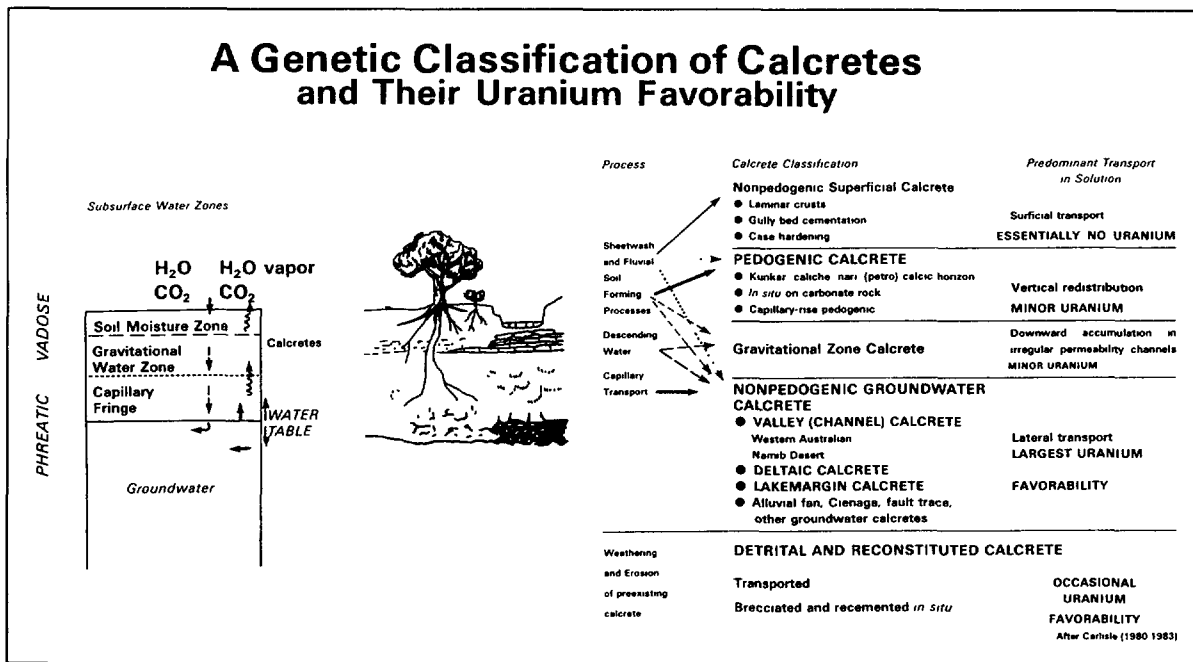 A Genetic Classification of Calcretes
and Their Uranium Favorability
Subsurface Water Zones
H2O H2O vapor
CO2 CO2
PHREATIC VADOSE
Soil Moisture Zone
Gravitational
Water Zone
Capillary
Fringe
Calcretes
WATER
TABLE
Groundwater
Process
Sheetwash
and Fluvial
Soil
Forming
Processes
Descending
Water
Capillary
Transport
Weathering
and Erosion
of preexisting
calcrete
Calcrete Classification
Nonpedogenic Superficial Calcrete
● Laminar crusts
● Gully bed cementation
● Case hardening
PEDOGENIC CALCRETE
● Kunkar caliche nari (petro) calcic horizon
● In situ on carbonate rock
● Capillary-rise pedogenic
Gravitational Zone Calcrete
NONPEDOGENIC GROUNDWATER
CALCRETE
● VALLEY (CHANNEL) CALCRETE
Western Australian
Namib Desert
● DELTAIC CALCRETE
● LAKEMARGIN CALCRETE
● Alluvial fan, Cienaga, fault trace,
other groundwater calcretes
DETRITAL AND RECONSTITUTED CALCRETE
Transported
Brecciated and recemented in situ
Predominant Transport
in Solution
Surficial transport
ESSENTIALLY NO URANIUM
Vertical redistribution
MINOR URANIUM
Downward accumulation in
irregular permeability channels
MINOR URANIUM
Lateral transport
LARGEST URANIUM
FAVORABILITY
OCCASIONAL
URANIUM
FAVORABILITY
After Carlisle (1980 1983)